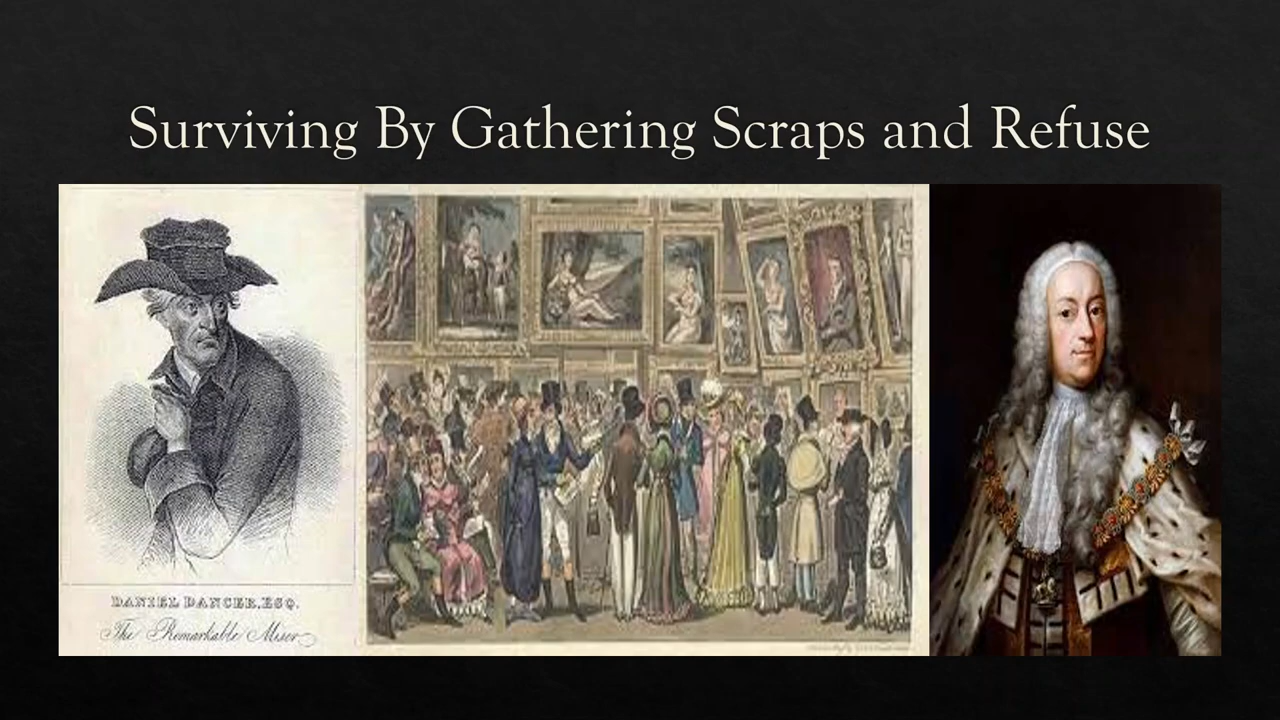 Surviving By Gathering Scraps and Refuse
DANIEL DANCER, ESQ.
The Remarkable Miser